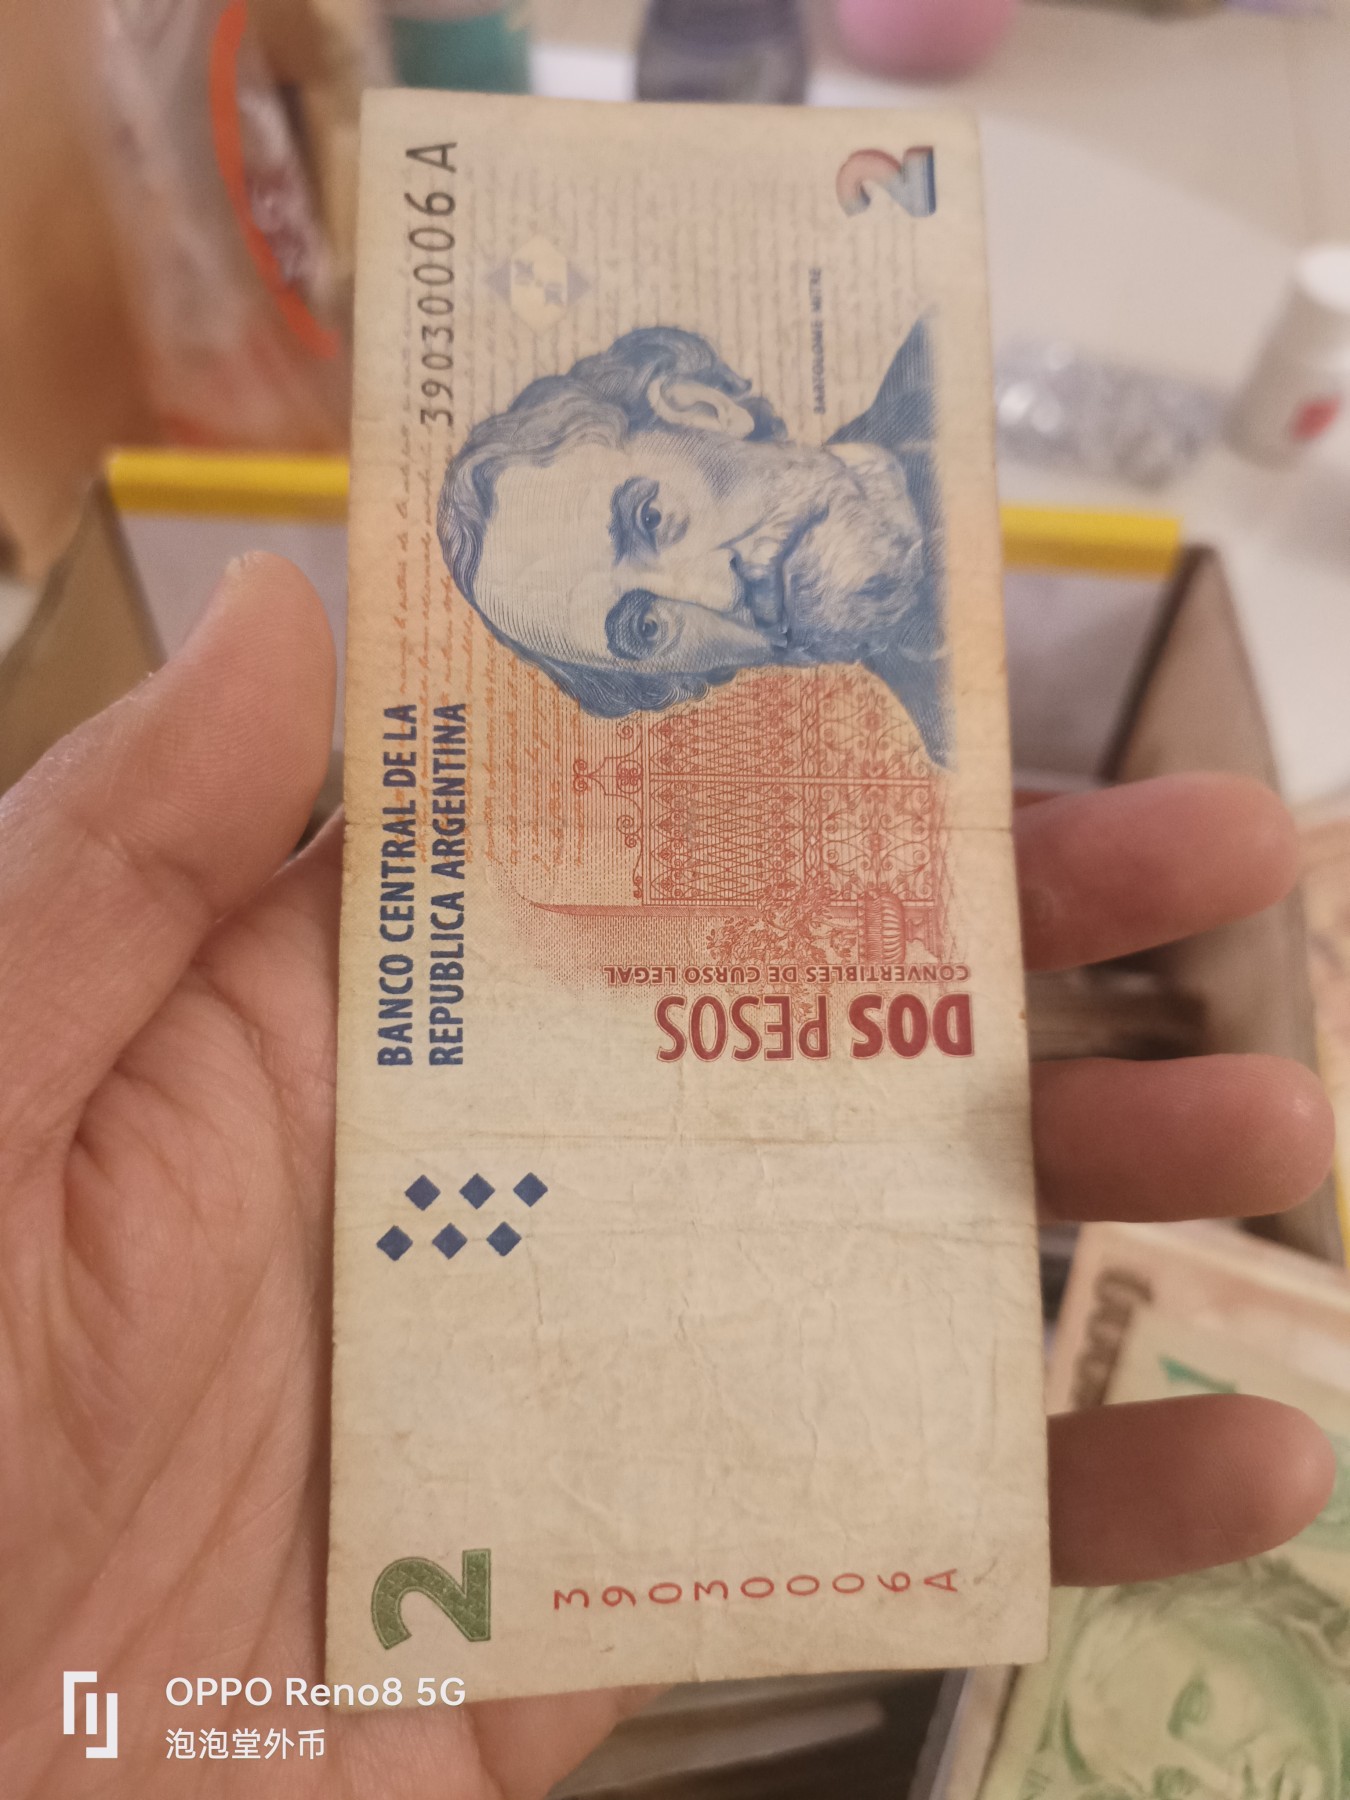 BANCO CENTRAL DE LA
REPUBLICA ARGENTINA
39030006 A
2
BARTOLOME MITRE
DOS PESOS
CONVERTIBLES DE CURSO LEGAL
2
39030006A
OPPO Reno8 5G
泡泡堂外币